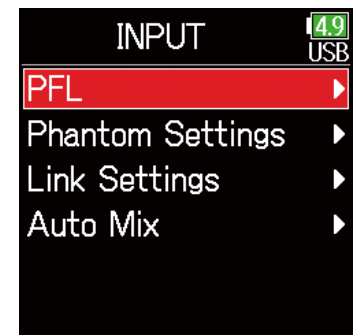 INPUT
4.9
USB
PFL
Phantom Settings
Link Settings
Auto Mix